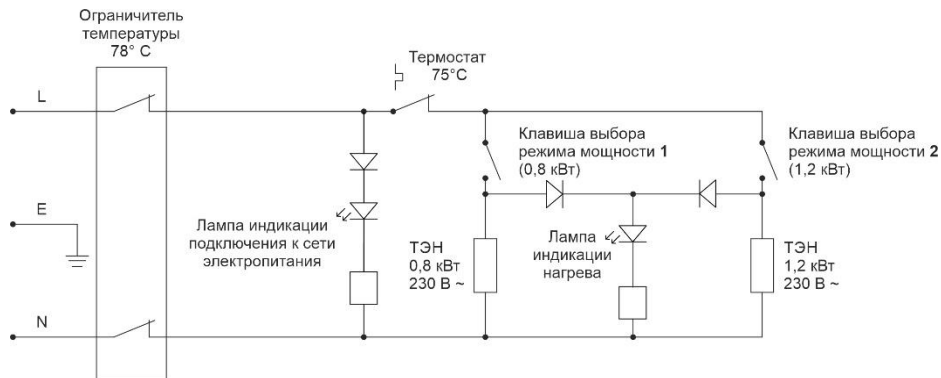 Ограничитель
температуры
78° C
Термостат
75°C
L
Клавиша выбора
режима мощности 1
(0,8 кВт)
Клавиша выбора
режима мощности 2
(1,2 кВт)
E
Лампа индикации
подключения к сети
электропитания
ТЭН
0,8 кВт
230 В ~
Лампа
индикации
нагрева
ТЭН
1,2 кВт
230 В ~
N